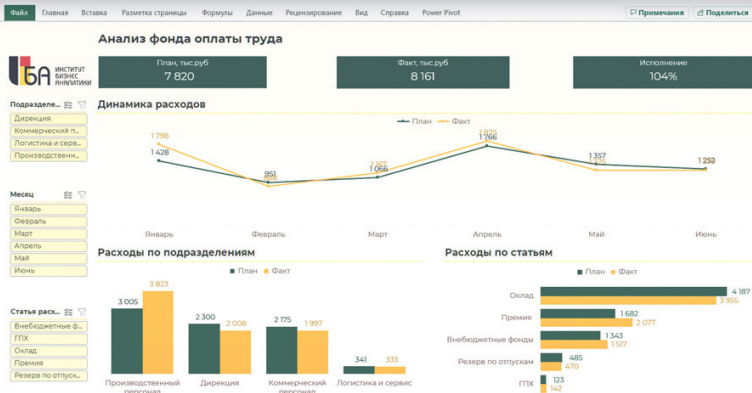 Файл Главная Вставка Разметка страницы Формулы Данные Рецензирование Вид Справка Power Pivot Примечания Поделиться
Анализ фонда оплаты труда
БА ИНСТИТУТ
БИЗНЕС
АНАЛИТИКИ
План, тыс.руб
7 820
Факт, тыс.руб
8 161
Исполнение
104%
Подразделе...
Дирекция
Коммерческий п...
Логистика и серв...
Производственн...
Динамика расходов
План Факт
1 798
1 428
951
1 066
1 875
1 766
1 357
1 252
Январь Февраль Март Апрель Май Июнь
Месяц
Январь
Февраль
Март
Апрель
Май
Июнь
Статья расх...
Внебюджетные ф...
ГПХ
Оклад
Премия
Резерв по отпуск...
Расходы по подразделениям
План Факт
3 005
3 823
2 300
2 008
2 175
1 997
341
333
Производственный
персонал
Дирекция
Коммерческий
персонал
Логистика и сервис
Расходы по статьям
План Факт
Оклад 4 187
3 955
Премия 1 682
2 077
Внебюджетные фонды 1 343
1 517
Резерв по отпускам 485
470
ГПХ 123
142